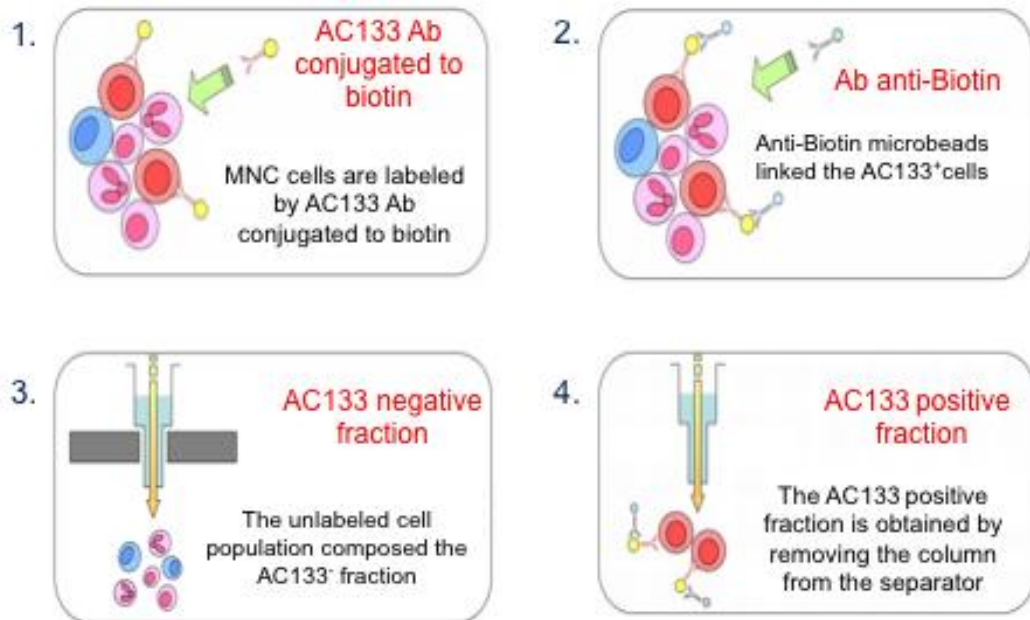 1.
AC133 Ab
conjugated to
biotin
MNC cells are labeled
by AC133 Ab
conjugated to biotin
2.
Ab anti-Biotin
Anti-Biotin microbeads
linked the AC133⁺cells
3.
AC133 negative
fraction
The unlabeled cell
population composed the
AC133⁻ fraction
4.
AC133 positive
fraction
The AC133 positive
fraction is obtained by
removing the column
from the separator